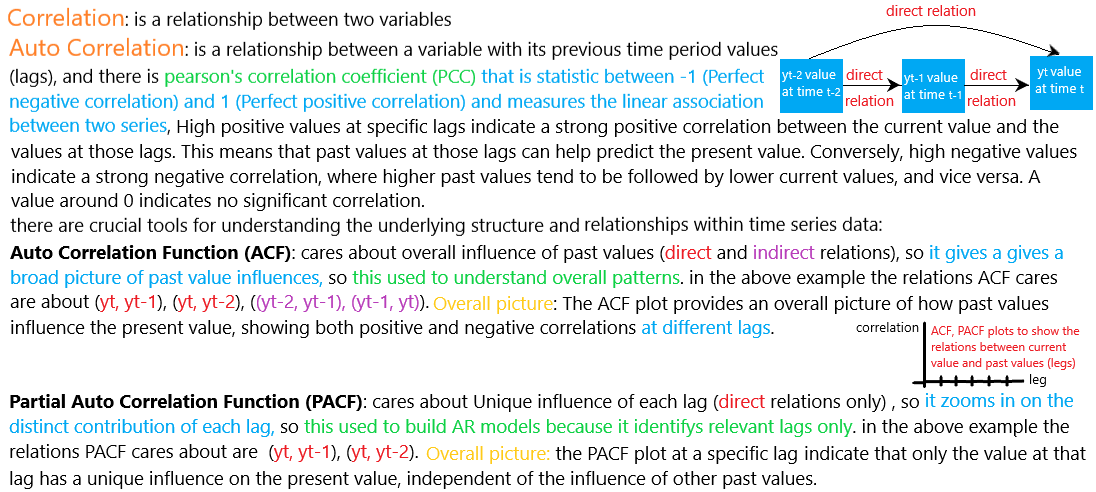 Correlation: is a relationship between two variables
Auto Correlation: is a relationship between a variable with its previous time period values
(lags), and there is pearson's correlation coefficient (PCC) that is statistic between -1 (Perfect
negative correlation) and 1 (Perfect positive correlation) and measures the linear association
between two series, High positive values at specific lags indicate a strong positive correlation between the current value and the
values at those lags. This means that past values at those lags can help predict the present value. Conversely, high negative values
indicate a strong negative correlation, where higher past values tend to be followed by lower current values, and vice versa. A
value around 0 indicates no significant correlation.
direct relation
yt-2 value
at time t-2
direct
relation
yt-1 value
at time t-1
direct
relation
yt value
at time t
there are crucial tools for understanding the underlying structure and relationships within time series data:
Auto Correlation Function (ACF): cares about overall influence of past values (direct and indirect relations), so it gives a gives a
broad picture of past value influences, so this used to understand overall patterns. in the above example the relations ACF cares
are about (yt, yt-1), (yt, yt-2), ((yt-2, yt-1), (yt-1, yt)). Overall picture: The ACF plot provides an overall picture of how past values
influence the present value, showing both positive and negative correlations at different lags.
correlation
ACF, PACF plots to show the
relations between current
value and past values (legs)
leg
Partial Auto Correlation Function (PACF): cares about Unique influence of each lag (direct relations only) , so it zooms in on the
distinct contribution of each lag, so this used to build AR models because it identifys relevant lags only. in the above example the
relations PACF cares about are (yt, yt-1), (yt, yt-2). Overall picture: the PACF plot at a specific lag indicate that only the value at that
lag has a unique influence on the present value, independent of the influence of other past values.